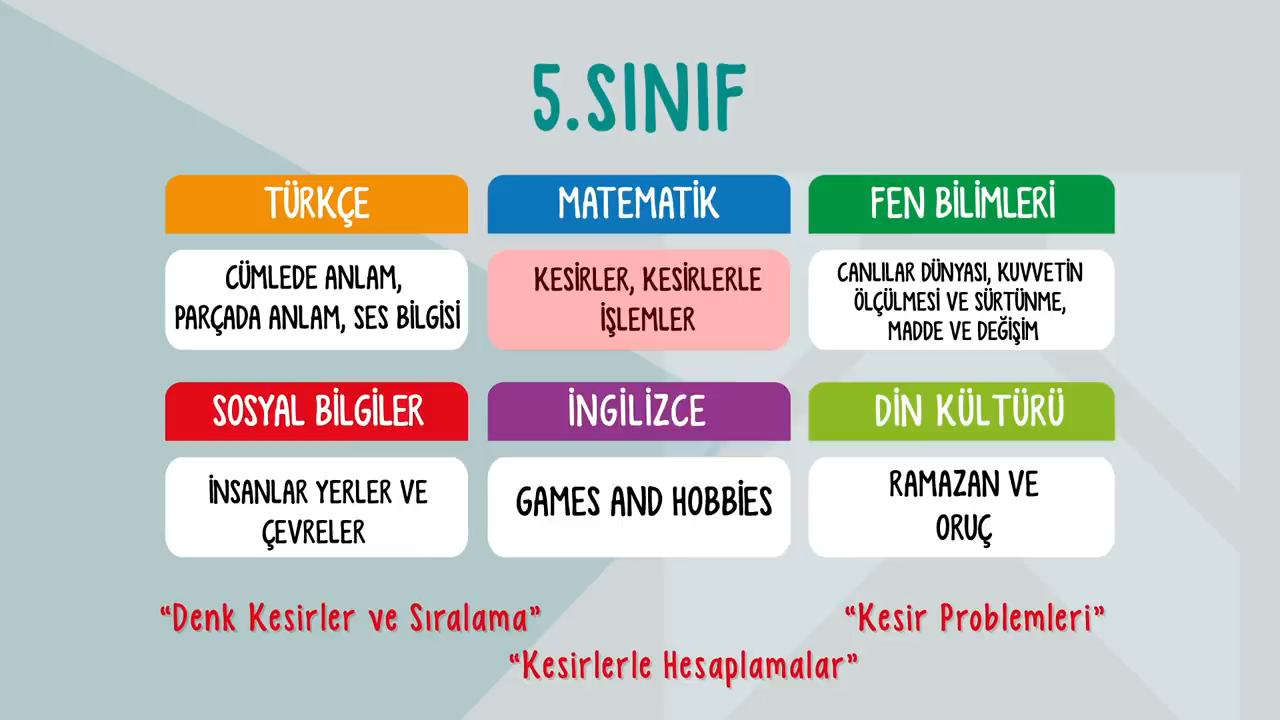 5.SINIF
TÜRKÇE
CÜMLEDE ANLAM,
PARÇADA ANLAM, SES BİLGİSİ
MATEMATİK
KESİRLER, KESİRLERLE
İŞLEMLER
FEN BİLİMLERİ
CANLILAR DÜNYASI, KUVVETİN
ÖLÇÜLMESİ VE SÜRTÜNME,
MADDE VE DEĞİŞİM
SOSYAL BİLGİLER
İNSANLAR YERLER VE
ÇEVRELER
İNGİLİZCE
GAMES AND HOBBİES
DİN KÜLTÜRÜ
RAMAZAN VE
ORUÇ
“Denk Kesirler ve Sıralama”
“Kesir Problemleri”
“Kesirlerle Hesaplamalar”